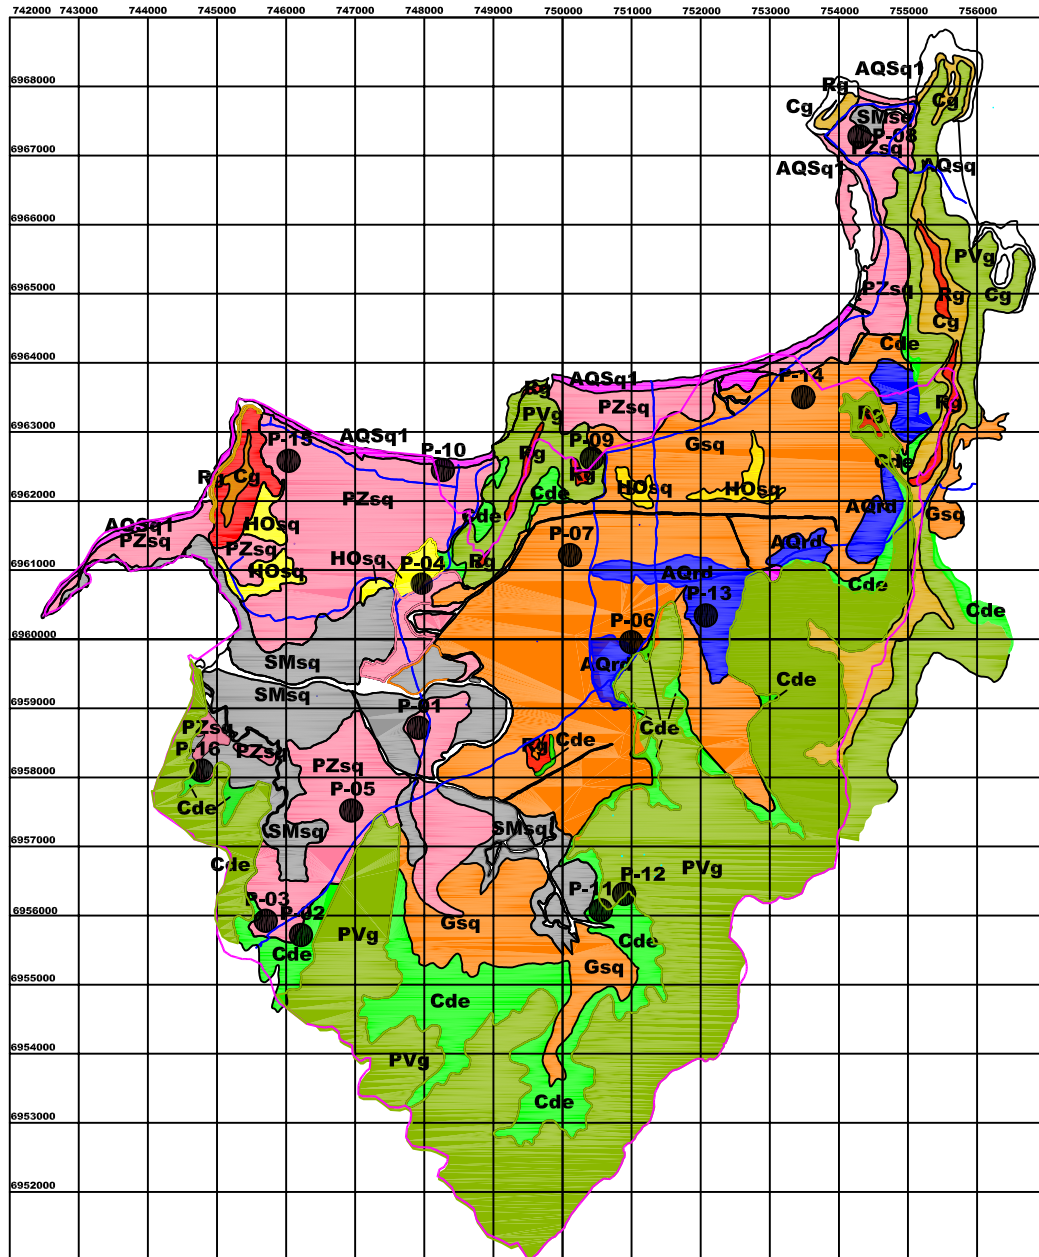 742000 743000 744000 745000 746000 747000 748000 749000 750000 751000 752000 753000 754000 755000 756000
AQSq1
6968000
Rg
Cg
Cg
SMsq
P-08
PZsq
6967000
AQSq1
AQsq
6966000
PVg
PZsq
6965000
Rg
Cg
Cg
Cde
6964000
AQSq1
P-14
Rg
Rg
PZsq
PVg
Rg
6963000
AQSq1
P-15
P-10
P-09
Gsq
Rg
Cde
Rg
Cg
Rg
HOsq
HOsq
Cde
6962000
PZsq
AQrd
HOsq
Cde
Gsq
AQSq1
PZsq
P-07
AQrd
PZsq
HOsq
P-04
Rg
6961000
HOsq
AQrd
Cde
P-13
Cde
6960000
P-06
SMsq
AQrd
Cde
SMsq
6959000
P-01
PZsq
Cde
P-16
PZsq
Rg
Cde
PZsq
6958000
P-05
Cde
SMsq
SMsq
6957000
Cde
PVg
P-12
P-11
P-03
P-02
6956000
Gsq
PVg
Cde
Cde
Gsq
6955000
Cde
6954000
PVg
Cde
6953000
6952000